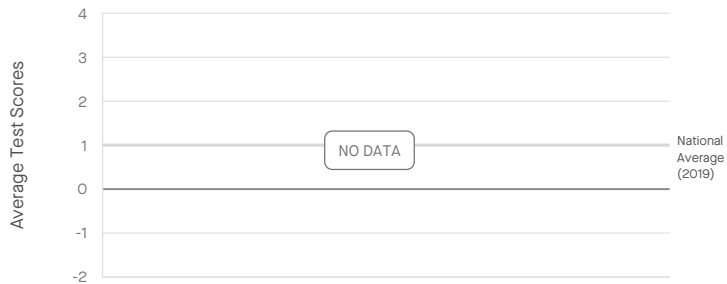 Average Test Scores
4
3
2
1
0
-1
-2
NO DATA
National
Average
(2019)